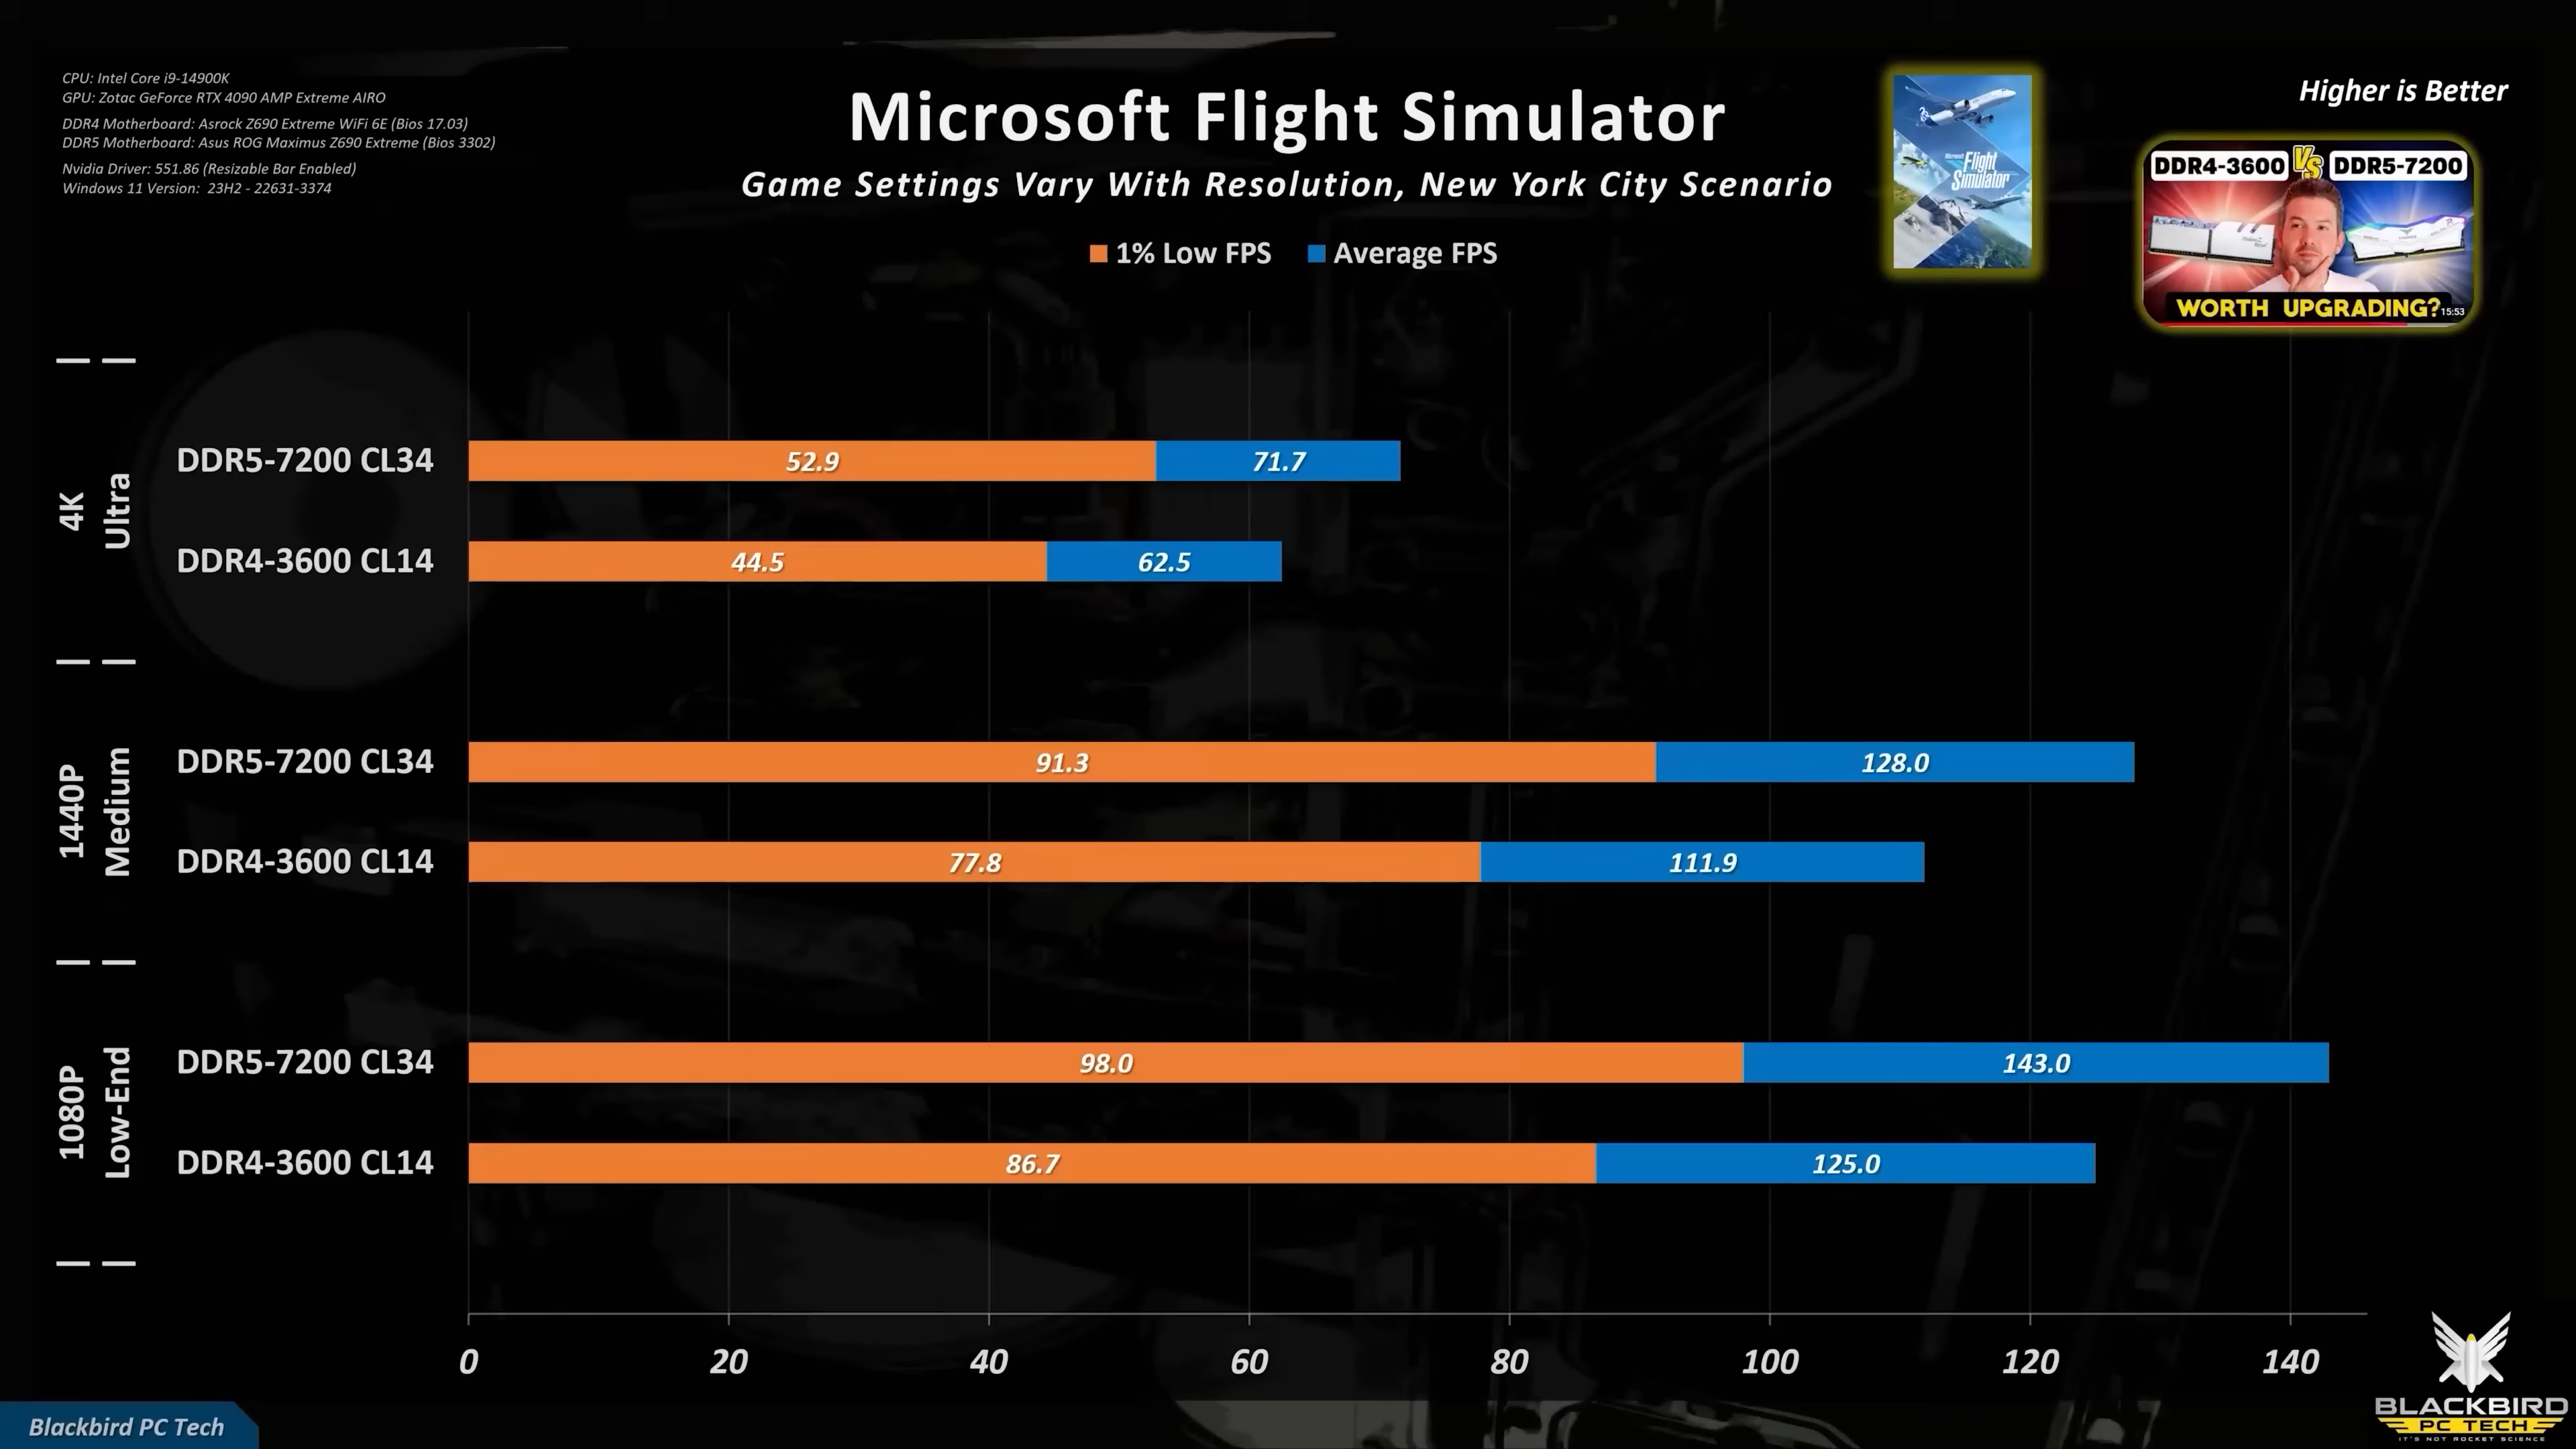 CPU: Intel Core i9-14900K
GPU: Zotac GeForce RTX 4090 AMP Extreme AIRO
DDR4 Motherboard: Asrock Z690 Extreme WiFi 6E (Bios 17.03)
DDR5 Motherboard: Asus ROG Maximus Z690 Extreme (Bios 3302)
Nvidia Driver: 551.86 (Resizable Bar Enabled)
Windows 11 Version: 23H2 - 22631-3374
Microsoft Flight Simulator
Game Settings Vary With Resolution, New York City Scenario
1% Low FPS
Average FPS
Flight
Simulator
Higher is Better
DDR4-3600 VS DDR5-7200
WORTH UPGRADING?
15:53
4K
Ultra
DDR5-7200 CL34
52.9
71.7
DDR4-3600 CL14
44.5
62.5
1440P
Medium
DDR5-7200 CL34
91.3
128.0
DDR4-3600 CL14
77.8
111.9
1080P
Low-End
DDR5-7200 CL34
98.0
143.0
DDR4-3600 CL14
86.7
125.0
0 20 40 60 80 100 120 140
Blackbird PC Tech
BLACKBIRD
PC TECH
IT'S NOT ROCKET SCIENCE